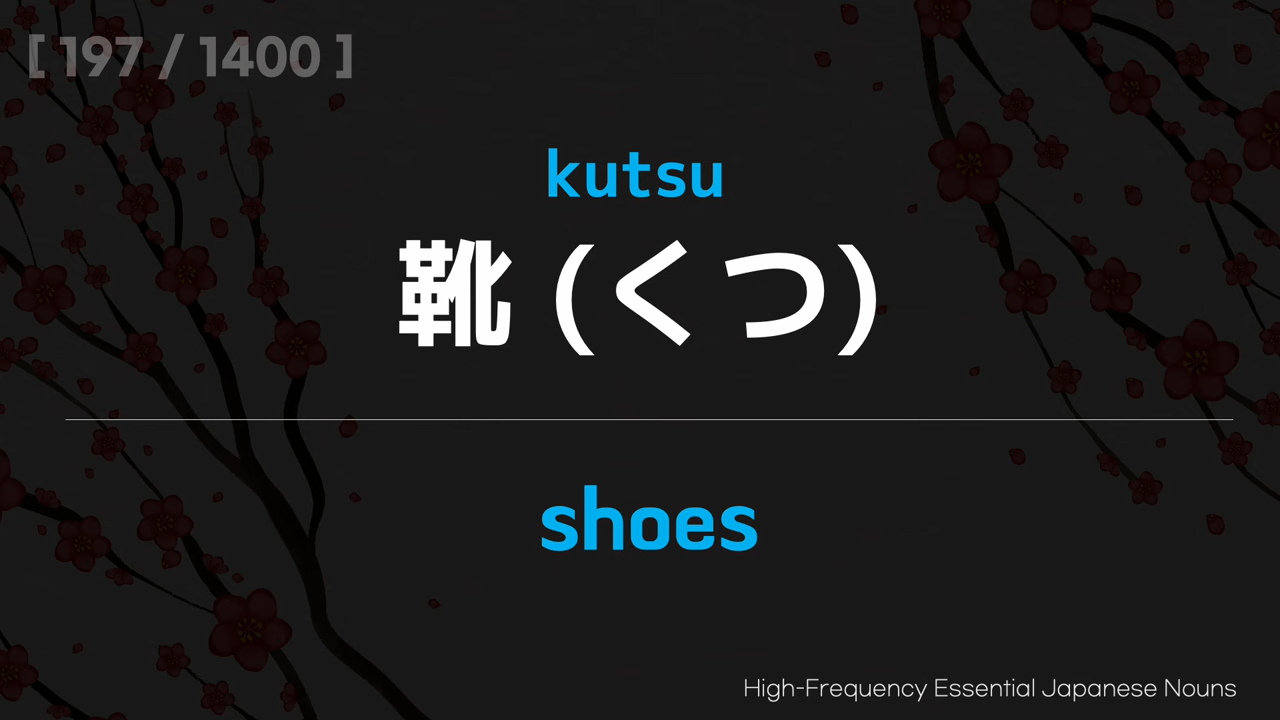 [ 197 / 1400 ]
kutsu
靴 (くつ)
shoes
High-Frequency Essential Japanese Nouns